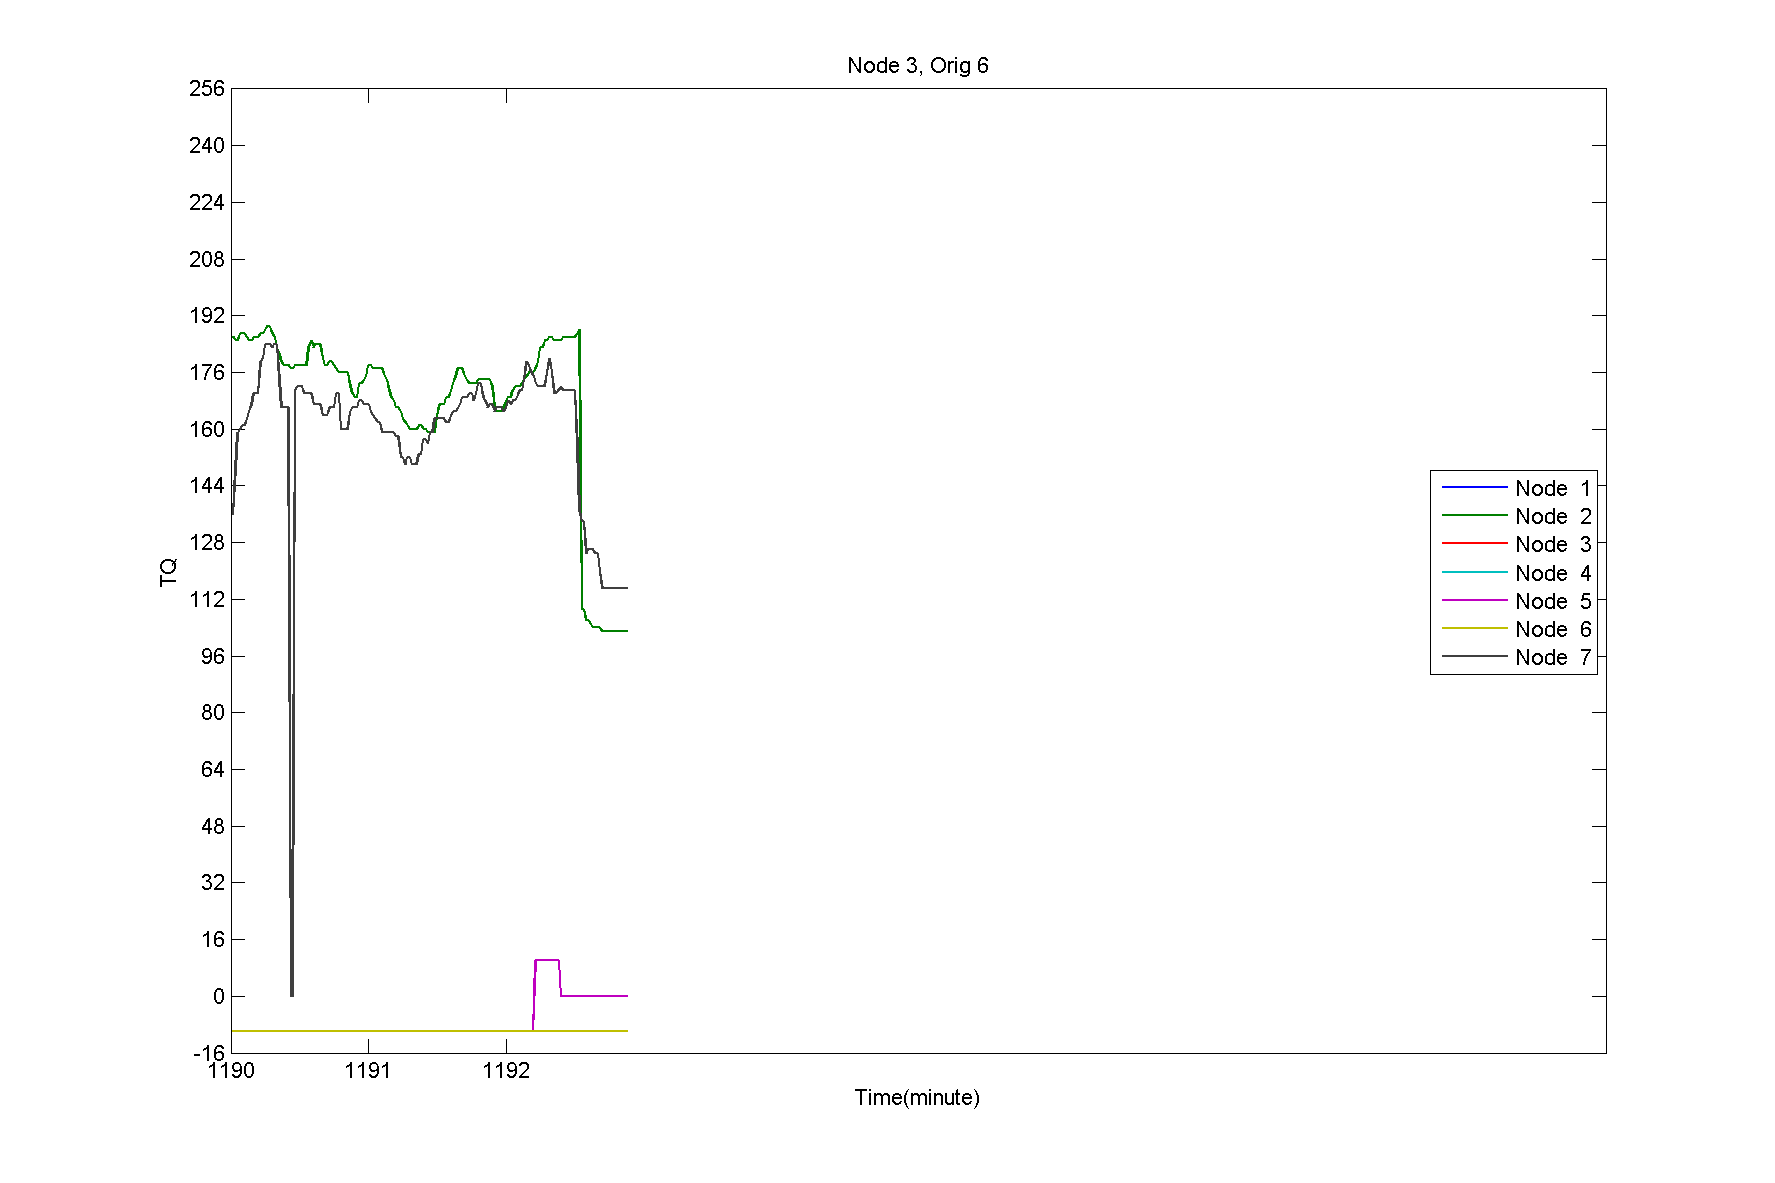 Node 3, Orig 6
256
240
224
208
192
176
160
144
128
112
96
80
64
48
32
16
0
-16
TQ
1190 1191 1192
Time(minute)
Node 1
Node 2
Node 3
Node 4
Node 5
Node 6
Node 7